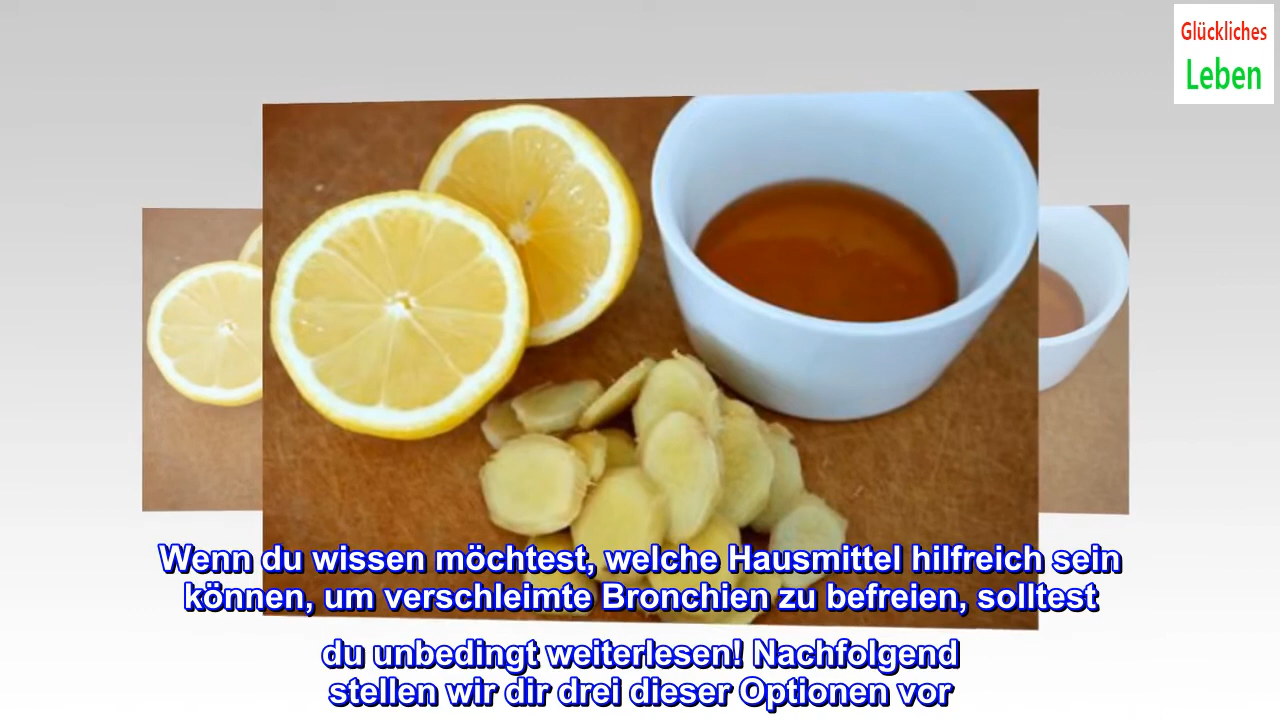 Glückliches
Leben
Wenn du wissen möchtest, welche Hausmittel hilfreich sein
können, um verschleimte Bronchien zu befreien, solltest
du unbedingt weiterlesen! Nachfolgend
stellen wir dir drei dieser Optionen vor